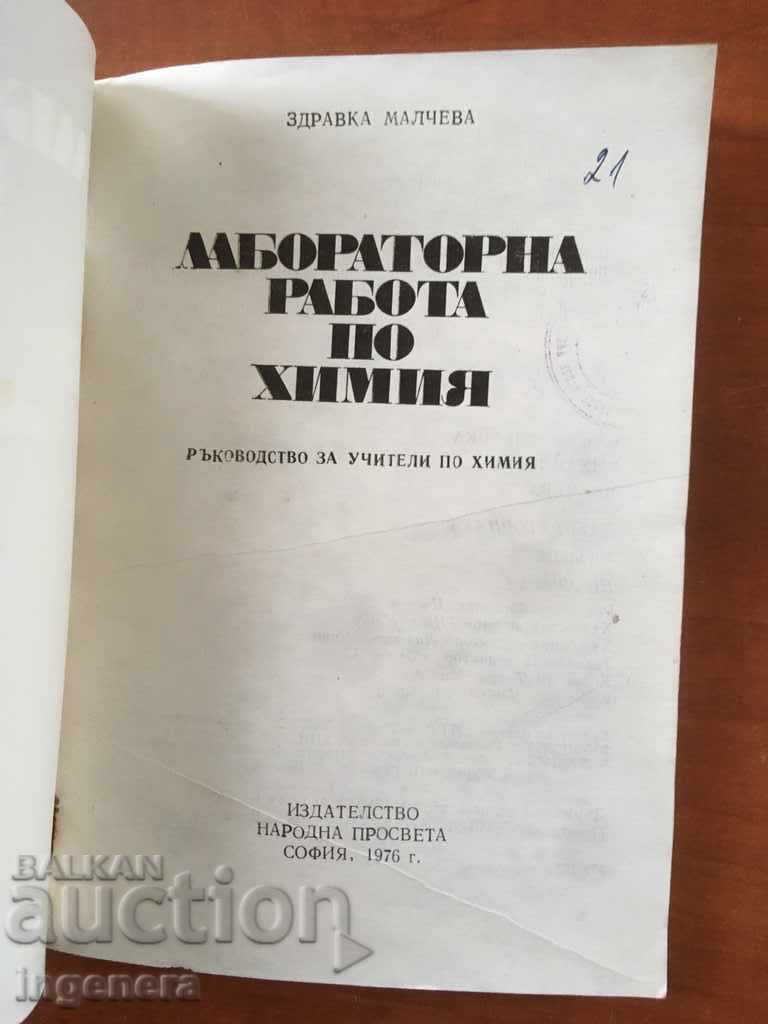 ЗДРАВКА МАЛЧЕВА
21
ЛАБОРАТОРНА
РАБОТА
ПО
ХИМИЯ
РЪКОВОДСТВО ЗА УЧИТЕЛИ ПО ХИМИЯ
ИЗДАТЕЛСТВО
НАРОДНА ПРОСВЕТА
СОФИЯ, 1976 г.
BALKAN
auction
ingenera